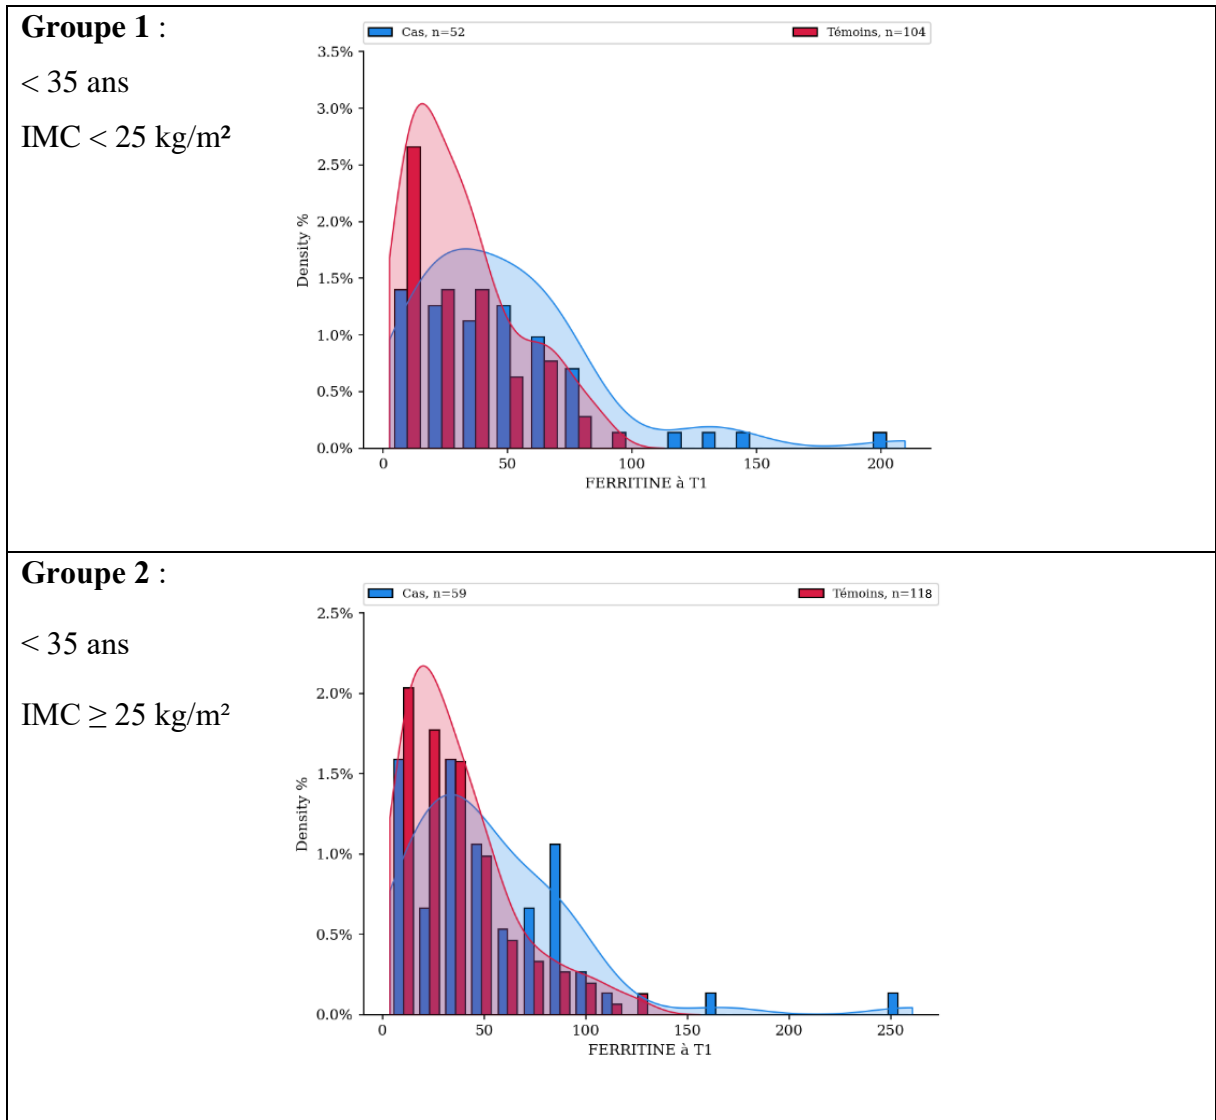 Groupe 1 :
< 35 ans
IMC < 25 kg/m²
Cas, n=52
Témoins, n=104
3.5%
3.0%
2.5%
2.0%
1.5%
1.0%
0.5%
0.0%
Density %
0 50 100 150 200
FERRITINE à T1
Groupe 2 :
< 35 ans
IMC ≥ 25 kg/m²
Cas, n=59
Témoins, n=118
2.5%
2.0%
1.5%
1.0%
0.5%
0.0%
Density %
0 50 100 150 200 250
FERRITINE à T1